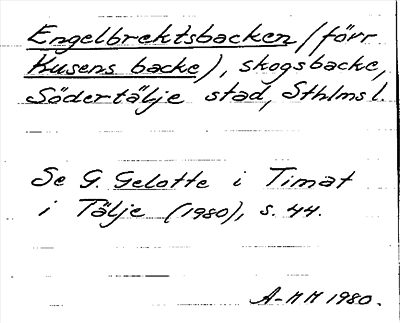 Engelbrektsbacken (förr
Kusens backe), skogsbacke,
Södertälje stad, Sthlms l.
Se G. Gelotte i Timat
i Tälje (1980), s. 44.
A-M H 1980.